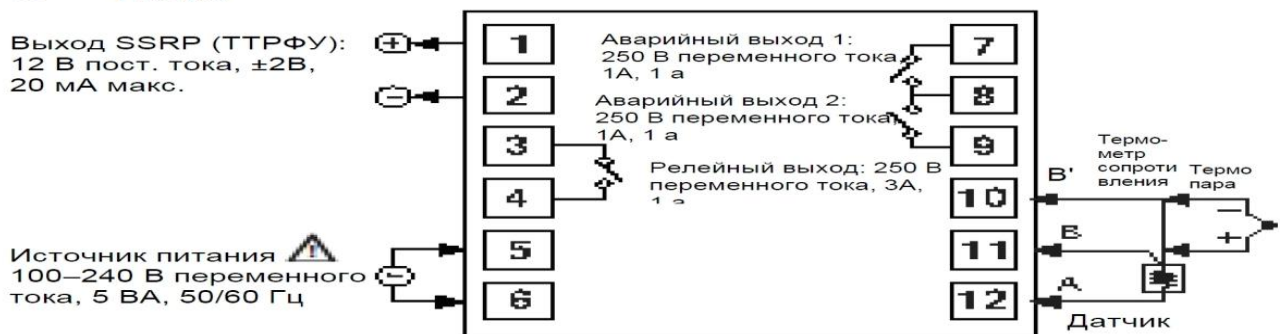 Выход SSRP (ТТРФУ):
12 В пост. тока, ±2В,
20 мА макс.
1
2
3
4
5
6
Источник питания
100–240 В переменного
тока, 5 ВА, 50/60 Гц
Аварийный выход 1:
250 В переменного тока,
1А, 1 а
Аварийный выход 2:
250 В переменного тока,
1А, 1 а
Релейный выход: 250 В
переменного тока, 3А,
1 а
7
8
9
10
11
12
B'
B
A
Термо-
метр
сопроти
вления
Термо
пара
Датчик